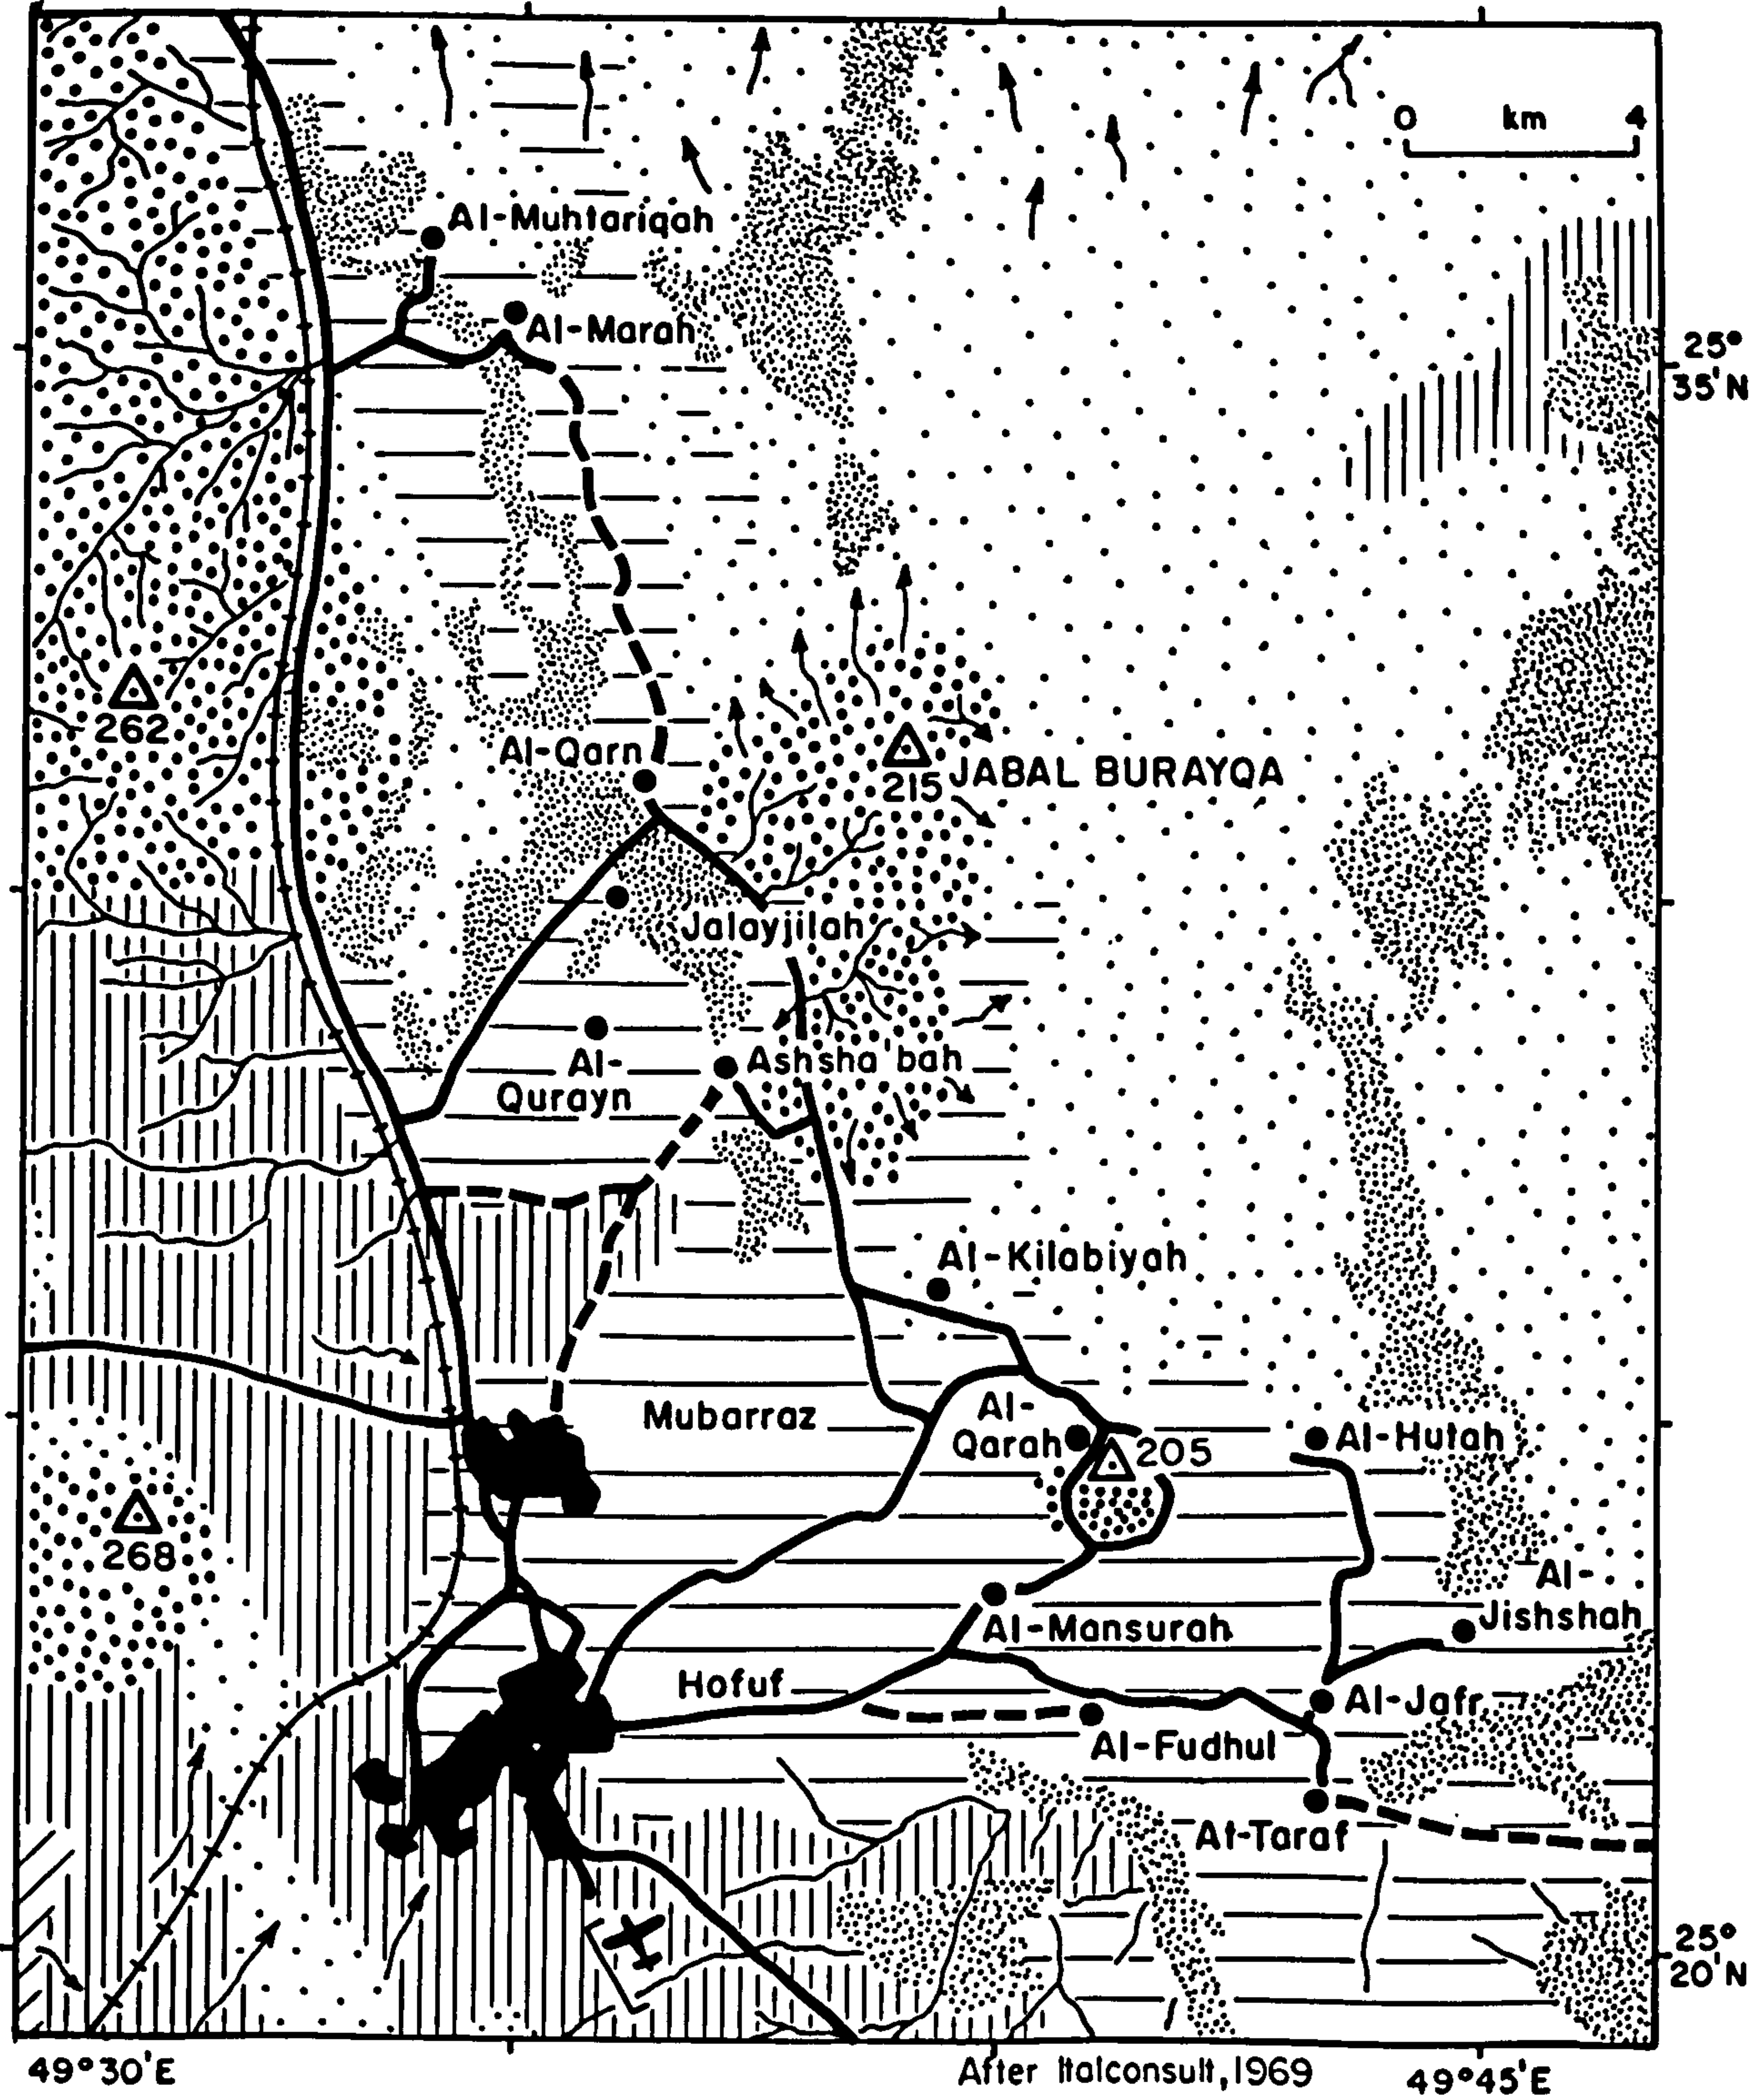 0 km 4
Al-Muhtariqah
Al-Marah
25°
35'N
262
Al-Qarn
215
JABAL BURAYQA
Jalayjilah
Al-
Qurayn
Ashsha'bah
Al-Kilabiyah
Mubarraz
Al-
Qarah
205
Al-Hutah
268
Al-
Jishshah
Al-Mansurah
Hofuf
Al-Jafr
Al-Fudhul
At-Taraf
25°
20'N
49°30'E
After Italconsult, 1969
49°45'E